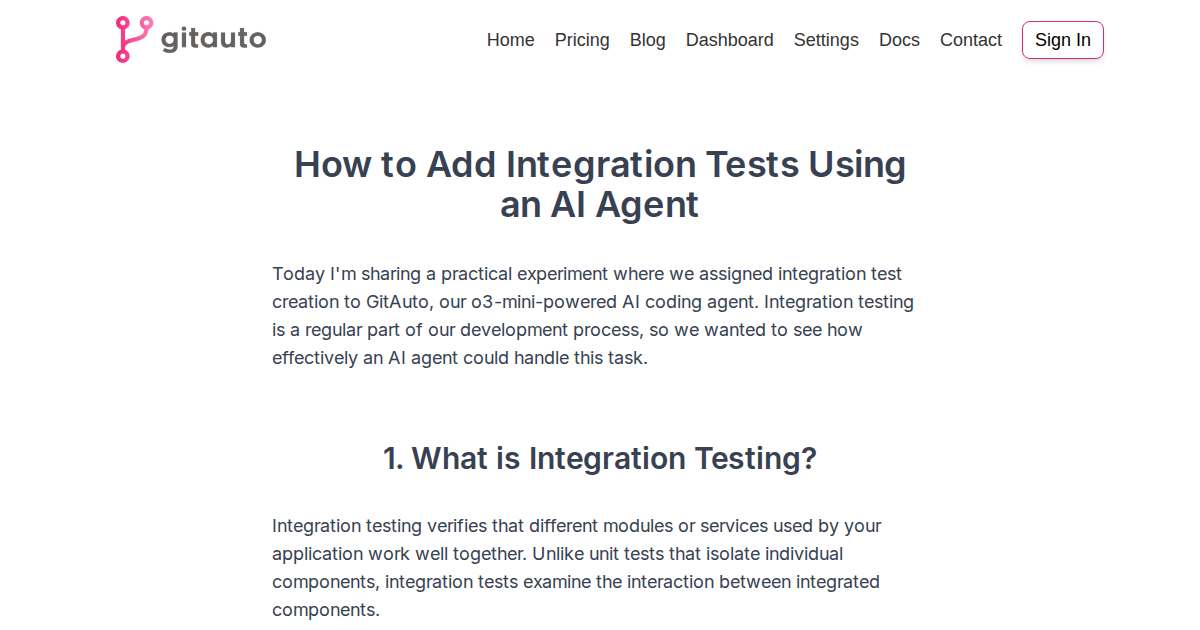 gitauto
Home Pricing Blog Dashboard Settings Docs Contact Sign In
How to Add Integration Tests Using
an AI Agent
Today I'm sharing a practical experiment where we assigned integration test
creation to GitAuto, our o3-mini-powered AI coding agent. Integration testing
is a regular part of our development process, so we wanted to see how
effectively an AI agent could handle this task.
1. What is Integration Testing?
Integration testing verifies that different modules or services used by your
application work well together. Unlike unit tests that isolate individual
components, integration tests examine the interaction between integrated
components.